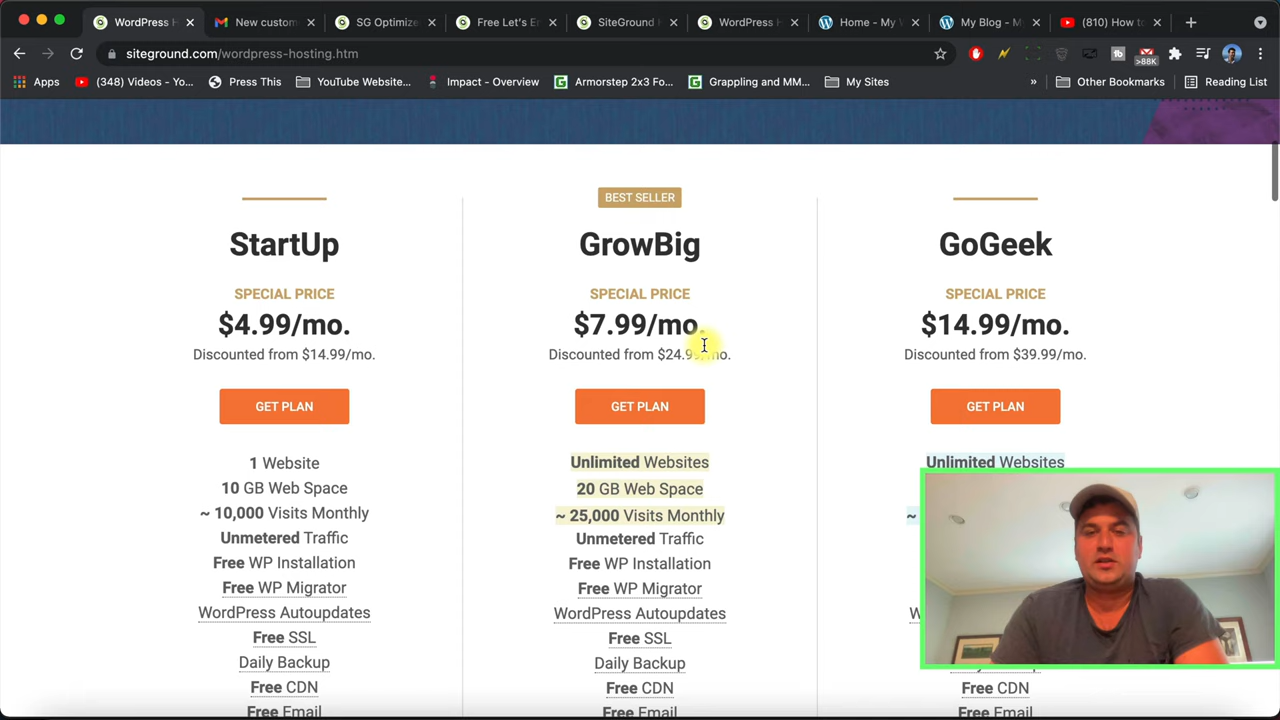 WordPress H
New custom
SG Optimize
Free Let's E
SiteGround
WordPress H
Home - My W
My Blog - M
(810) How to
siteground.com/wordpress-hosting.htm
>88K
Apps
(348) Videos - Yo...
Press This
YouTube Website...
Impact - Overview
Armorstep 2x3 Fo...
Grappling and MM...
My Sites
»
Other Bookmarks
Reading List
BEST SELLER
StartUp
GrowBig
GoGeek
SPECIAL PRICE
SPECIAL PRICE
SPECIAL PRICE
$4.99/mo.
$7.99/mo.
$14.99/mo.
Discounted from $14.99/mo.
Discounted from $24.99/mo.
Discounted from $39.99/mo.
GET PLAN
GET PLAN
GET PLAN
1 Website
Unlimited Websites
Unlimited Websites
10 GB Web Space
20 GB Web Space
~ 10,000 Visits Monthly
~ 25,000 Visits Monthly
~
Unmetered Traffic
Unmetered Traffic
Free WP Installation
Free WP Installation
Free WP Migrator
Free WP Migrator
WordPress Autoupdates
WordPress Autoupdates
Free SSL
Free SSL
Daily Backup
Daily Backup
Free CDN
Free CDN
Free CDN
Free Email
Free Email
Free Email